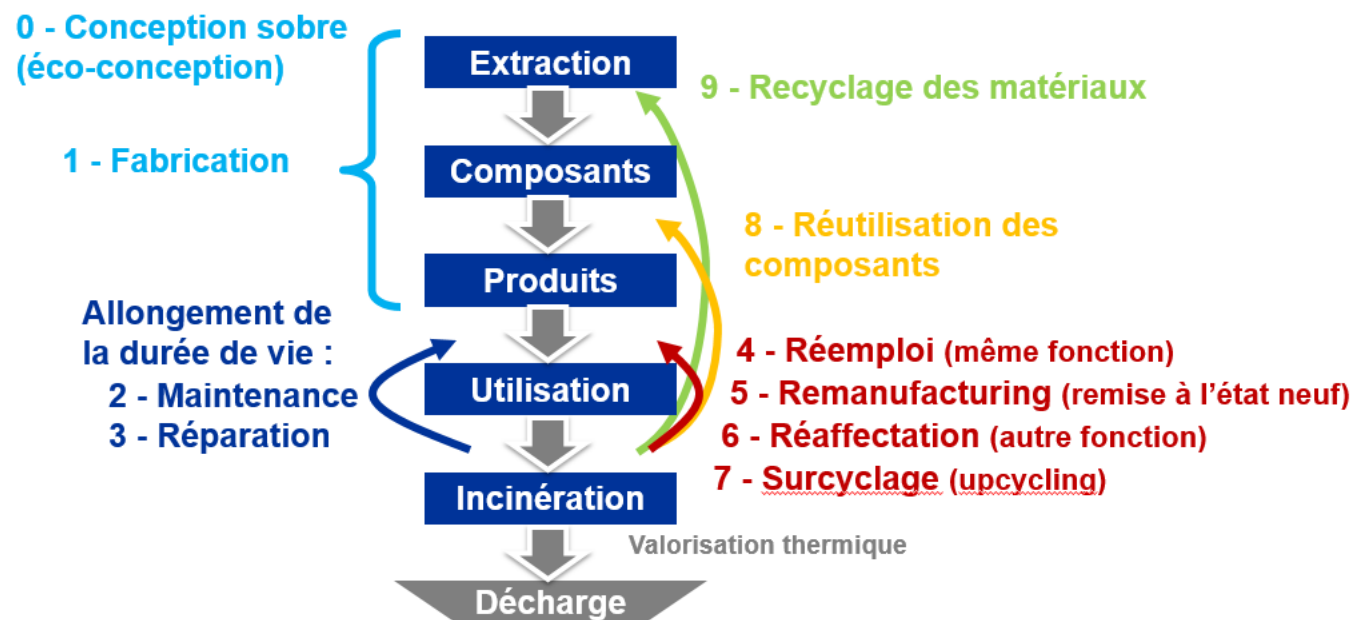 0 - Conception sobre
(éco-conception)
Extraction
9 - Recyclage des matériaux
1 - Fabrication
Composants
8 - Réutilisation des
composants
Produits
Allongement de
la durée de vie :
2 - Maintenance
3 - Réparation
Utilisation
4 - Réemploi (même fonction)
5 - Remanufacturing (remise à l'état neuf)
6 - Réaffectation (autre fonction)
7 - Surcyclage (upcycling)
Incinération
Valorisation thermique
Décharge